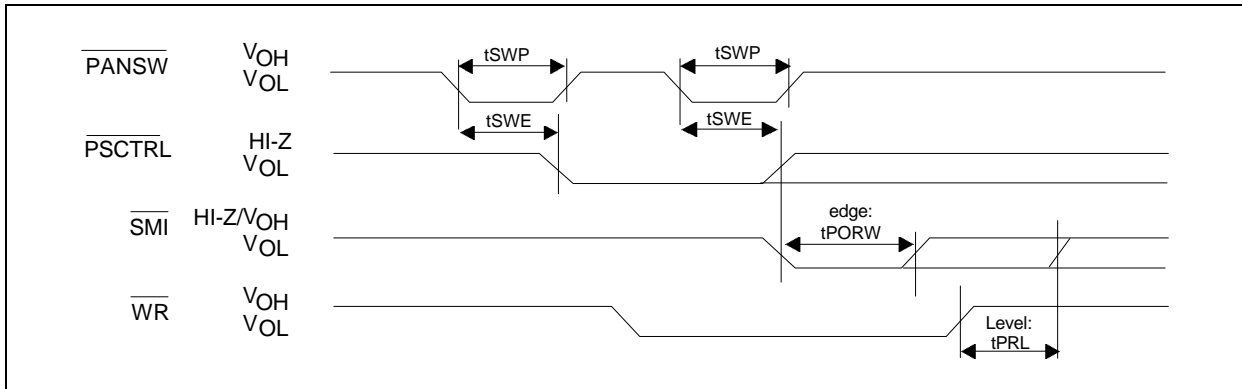 PANSW
VOH
VOL
tSWP
tSWP
tSWE
tSWE
PSCTRL
HI-Z
VOL
SMI
HI-Z/VOH
VOL
edge:
tPORW
WR
VOH
VOL
Level:
tPRL